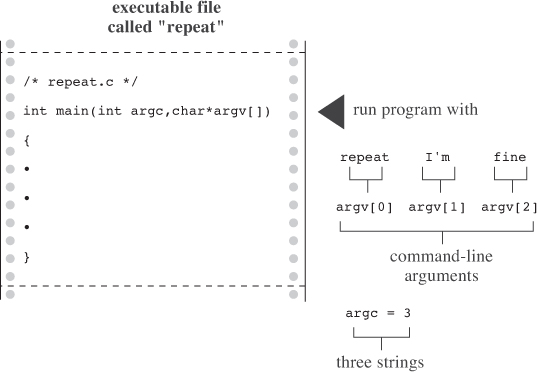 executable file
called "repeat"
/* repeat.c */
int main(int argc,char*argv[])
{
•
•
•
}
run program with
repeat I'm fine
argv[0] argv[1] argv[2]
command-line
arguments
argc = 3
three strings